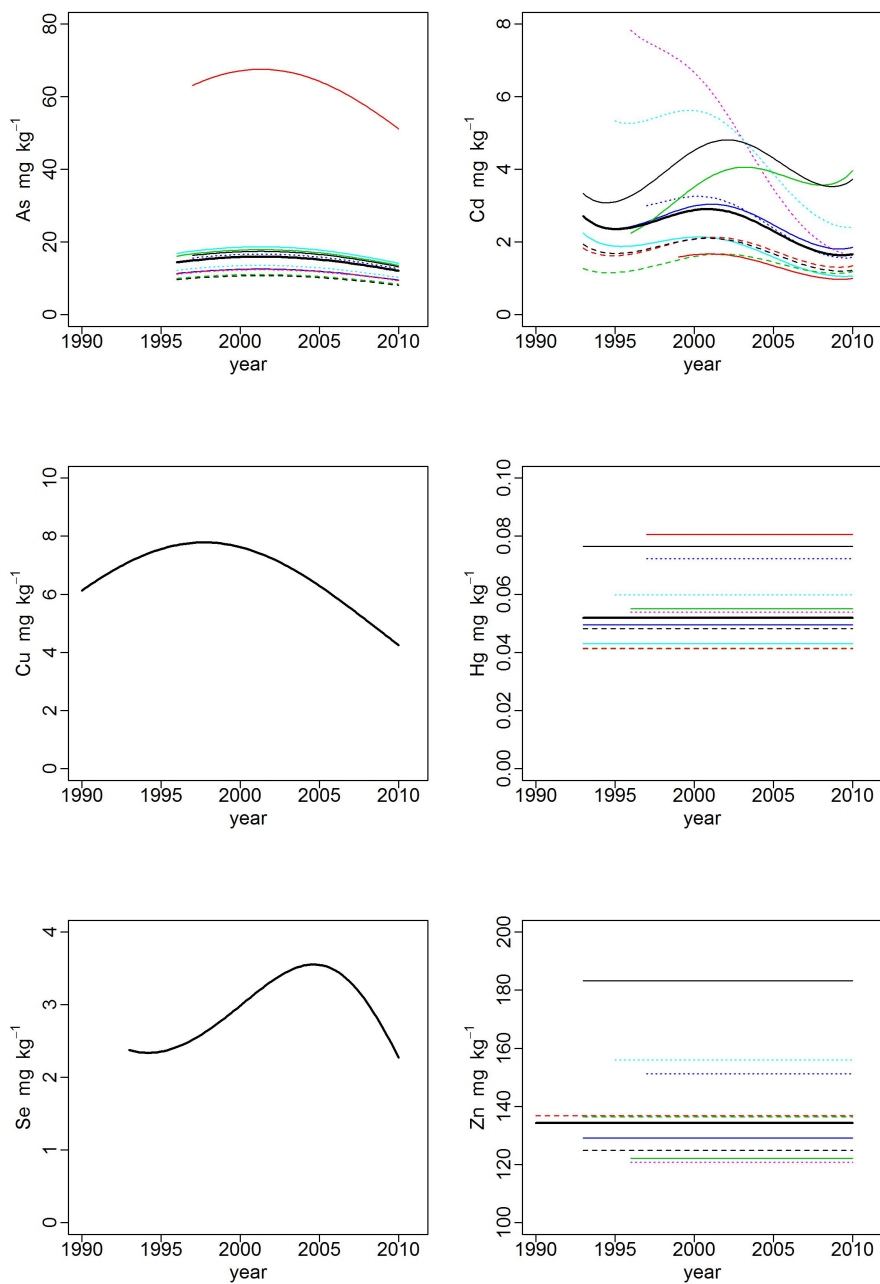 80
60
As mg kg⁻¹
40
20
0
1990 1995 2000 2005 2010
year
8
6
Cd mg kg⁻¹
4
2
0
1990 1995 2000 2005 2010
year
10
8
Cu mg kg⁻¹
6
4
2
0
1990 1995 2000 2005 2010
year
0.10
0.08
Hg mg kg⁻¹
0.06
0.04
0.02
0.00
1990 1995 2000 2005 2010
year
4
3
Se mg kg⁻¹
2
1
0
1990 1995 2000 2005 2010
year
200
180
Zn mg kg⁻¹
160
140
120
100
1990 1995 2000 2005 2010
year